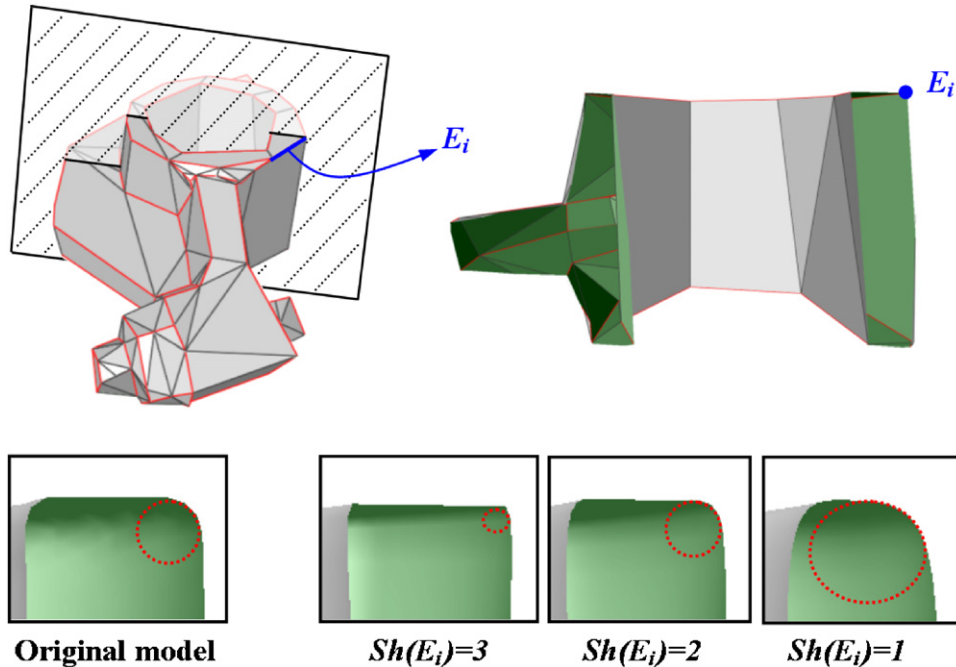 E_i
E_i
Original model
Sh(E_i)=3
Sh(E_i)=2
Sh(E_i)=1